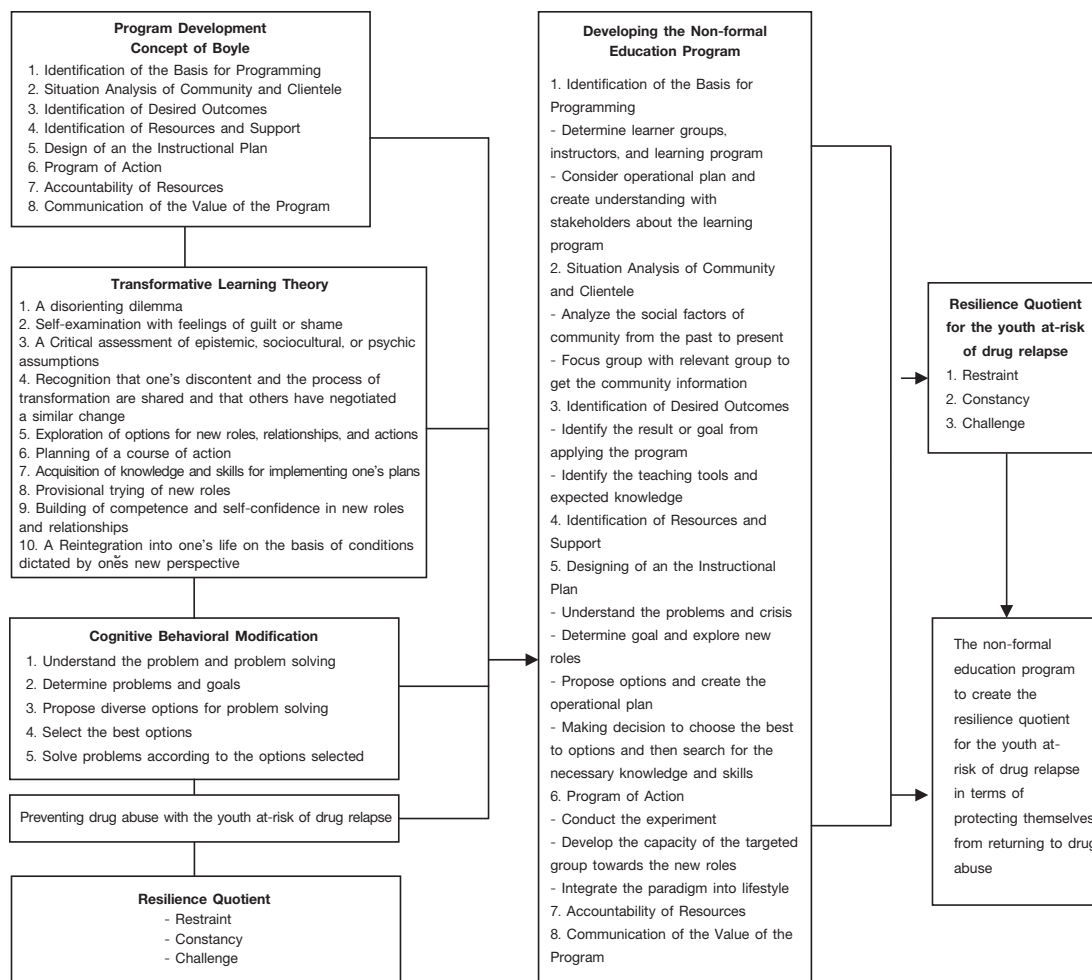 Program Development
Concept of Boyle
1. Identification of the Basis for Programming
2. Situation Analysis of Community and Clientele
3. Identification of Desired Outcomes
4. Identification of Resources and Support
5. Design of an the Instructional Plan
6. Program of Action
7. Accountability of Resources
8. Communication of the Value of the Program
Transformative Learning Theory
1. A disorienting dilemma
2. Self-examination with feelings of guilt or shame
3. A Critical assessment of epistemic, sociocultural, or psychic
assumptions
4. Recognition that one's discontent and the process of
transformation are shared and that others have negotiated
a similar change
5. Exploration of options for new roles, relationships, and actions
6. Planning of a course of action
7. Acquisition of knowledge and skills for implementing one's plans
8. Provisional trying of new roles
9. Building of competence and self-confidence in new roles
and relationships
10. A Reintegration into one's life on the basis of conditions
dictated by oneś new perspective
Cognitive Behavioral Modification
1. Understand the problem and problem solving
2. Determine problems and goals
3. Propose diverse options for problem solving
4. Select the best options
5. Solve problems according to the options selected
Preventing drug abuse with the youth at-risk of drug relapse
Resilience Quotient
- Restraint
- Constancy
- Challenge
Developing the Non-formal
Education Program
1. Identification of the Basis for
Programming
- Determine learner groups,
instructors, and learning program
- Consider operational plan and
create understanding with
stakeholders about the learning
program
2. Situation Analysis of Community
and Clientele
- Analyze the social factors of
community from the past to present
- Focus group with relevant group to
get the community information
3. Identification of Desired Outcomes
- Identify the result or goal from
applying the program
- Identify the teaching tools and
expected knowledge
4. Identification of Resources and
Support
5. Designing of an the Instructional
Plan
- Understand the problems and crisis
- Determine goal and explore new
roles
- Propose options and create the
operational plan
- Making decision to choose the best
to options and then search for the
necessary knowledge and skills
6. Program of Action
- Conduct the experiment
- Develop the capacity of the targeted
group towards the new roles
- Integrate the paradigm into lifestyle
7. Accountability of Resources
8. Communication of the Value of the
Program
Resilience Quotient
for the youth at-risk
of drug relapse
1. Restraint
2. Constancy
3. Challenge
The non-formal
education program
to create the
resilience quotient
for the youth at-
risk of drug relapse
in terms of
protecting themselves
from returning to drug
abuse